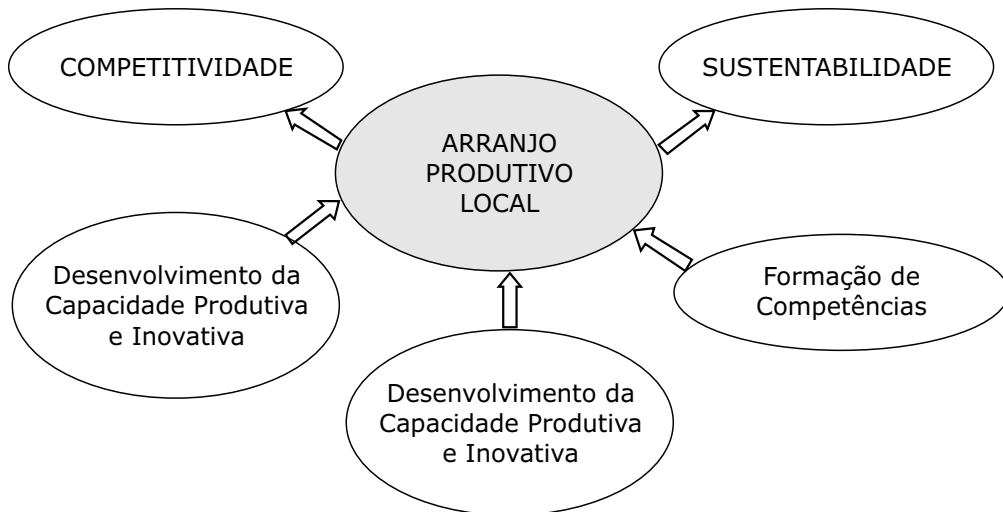 COMPETITIVIDADE
SUSTENTABILIDADE
ARRANJO
PRODUTIVO
LOCAL
Desenvolvimento da
Capacidade Produtiva
e Inovativa
Formação de
Competências
Desenvolvimento da
Capacidade Produtiva
e Inovativa